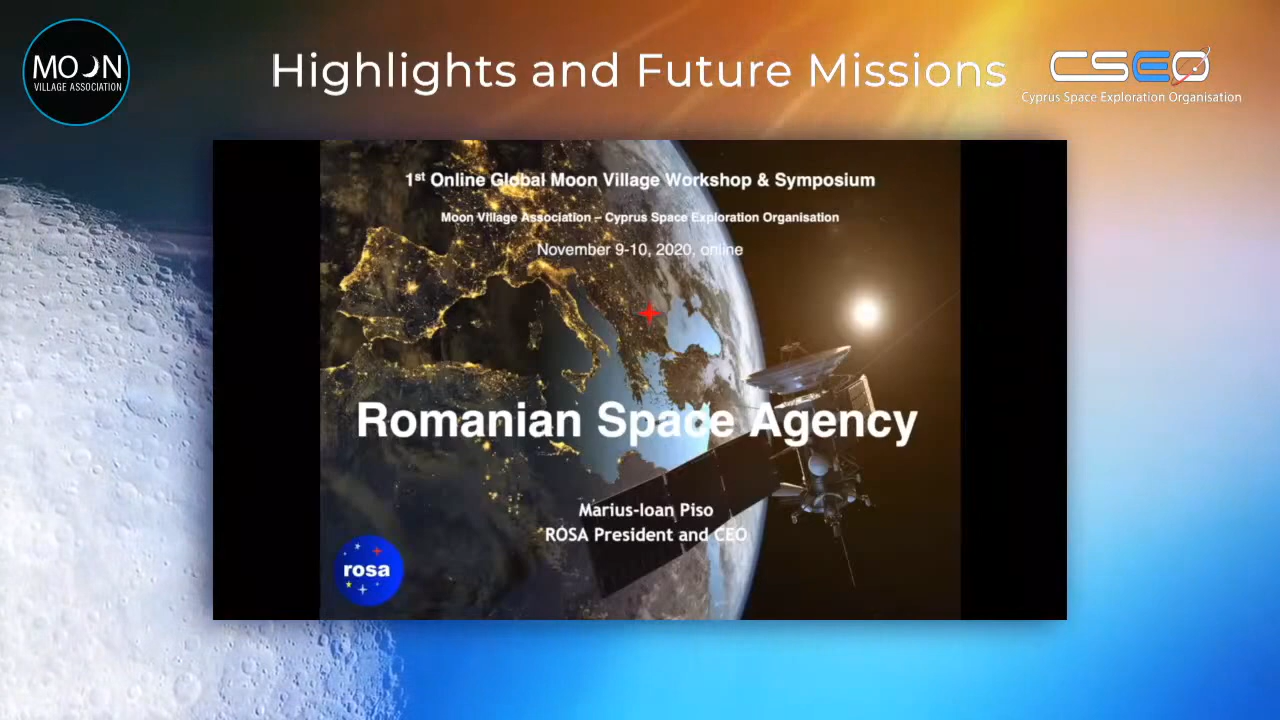 MOON
VILLAGE ASSOCIATION
Highlights and Future Missions
CSEO
Cyprus Space Exploration Organisation
1st Online Global Moon Village Workshop & Symposium
Moon Village Association – Cyprus Space Exploration Organisation
November 9-10, 2020, online
Romanian Space Agency
Marius-Ioan Piso
ROSA President and CEO
rosa